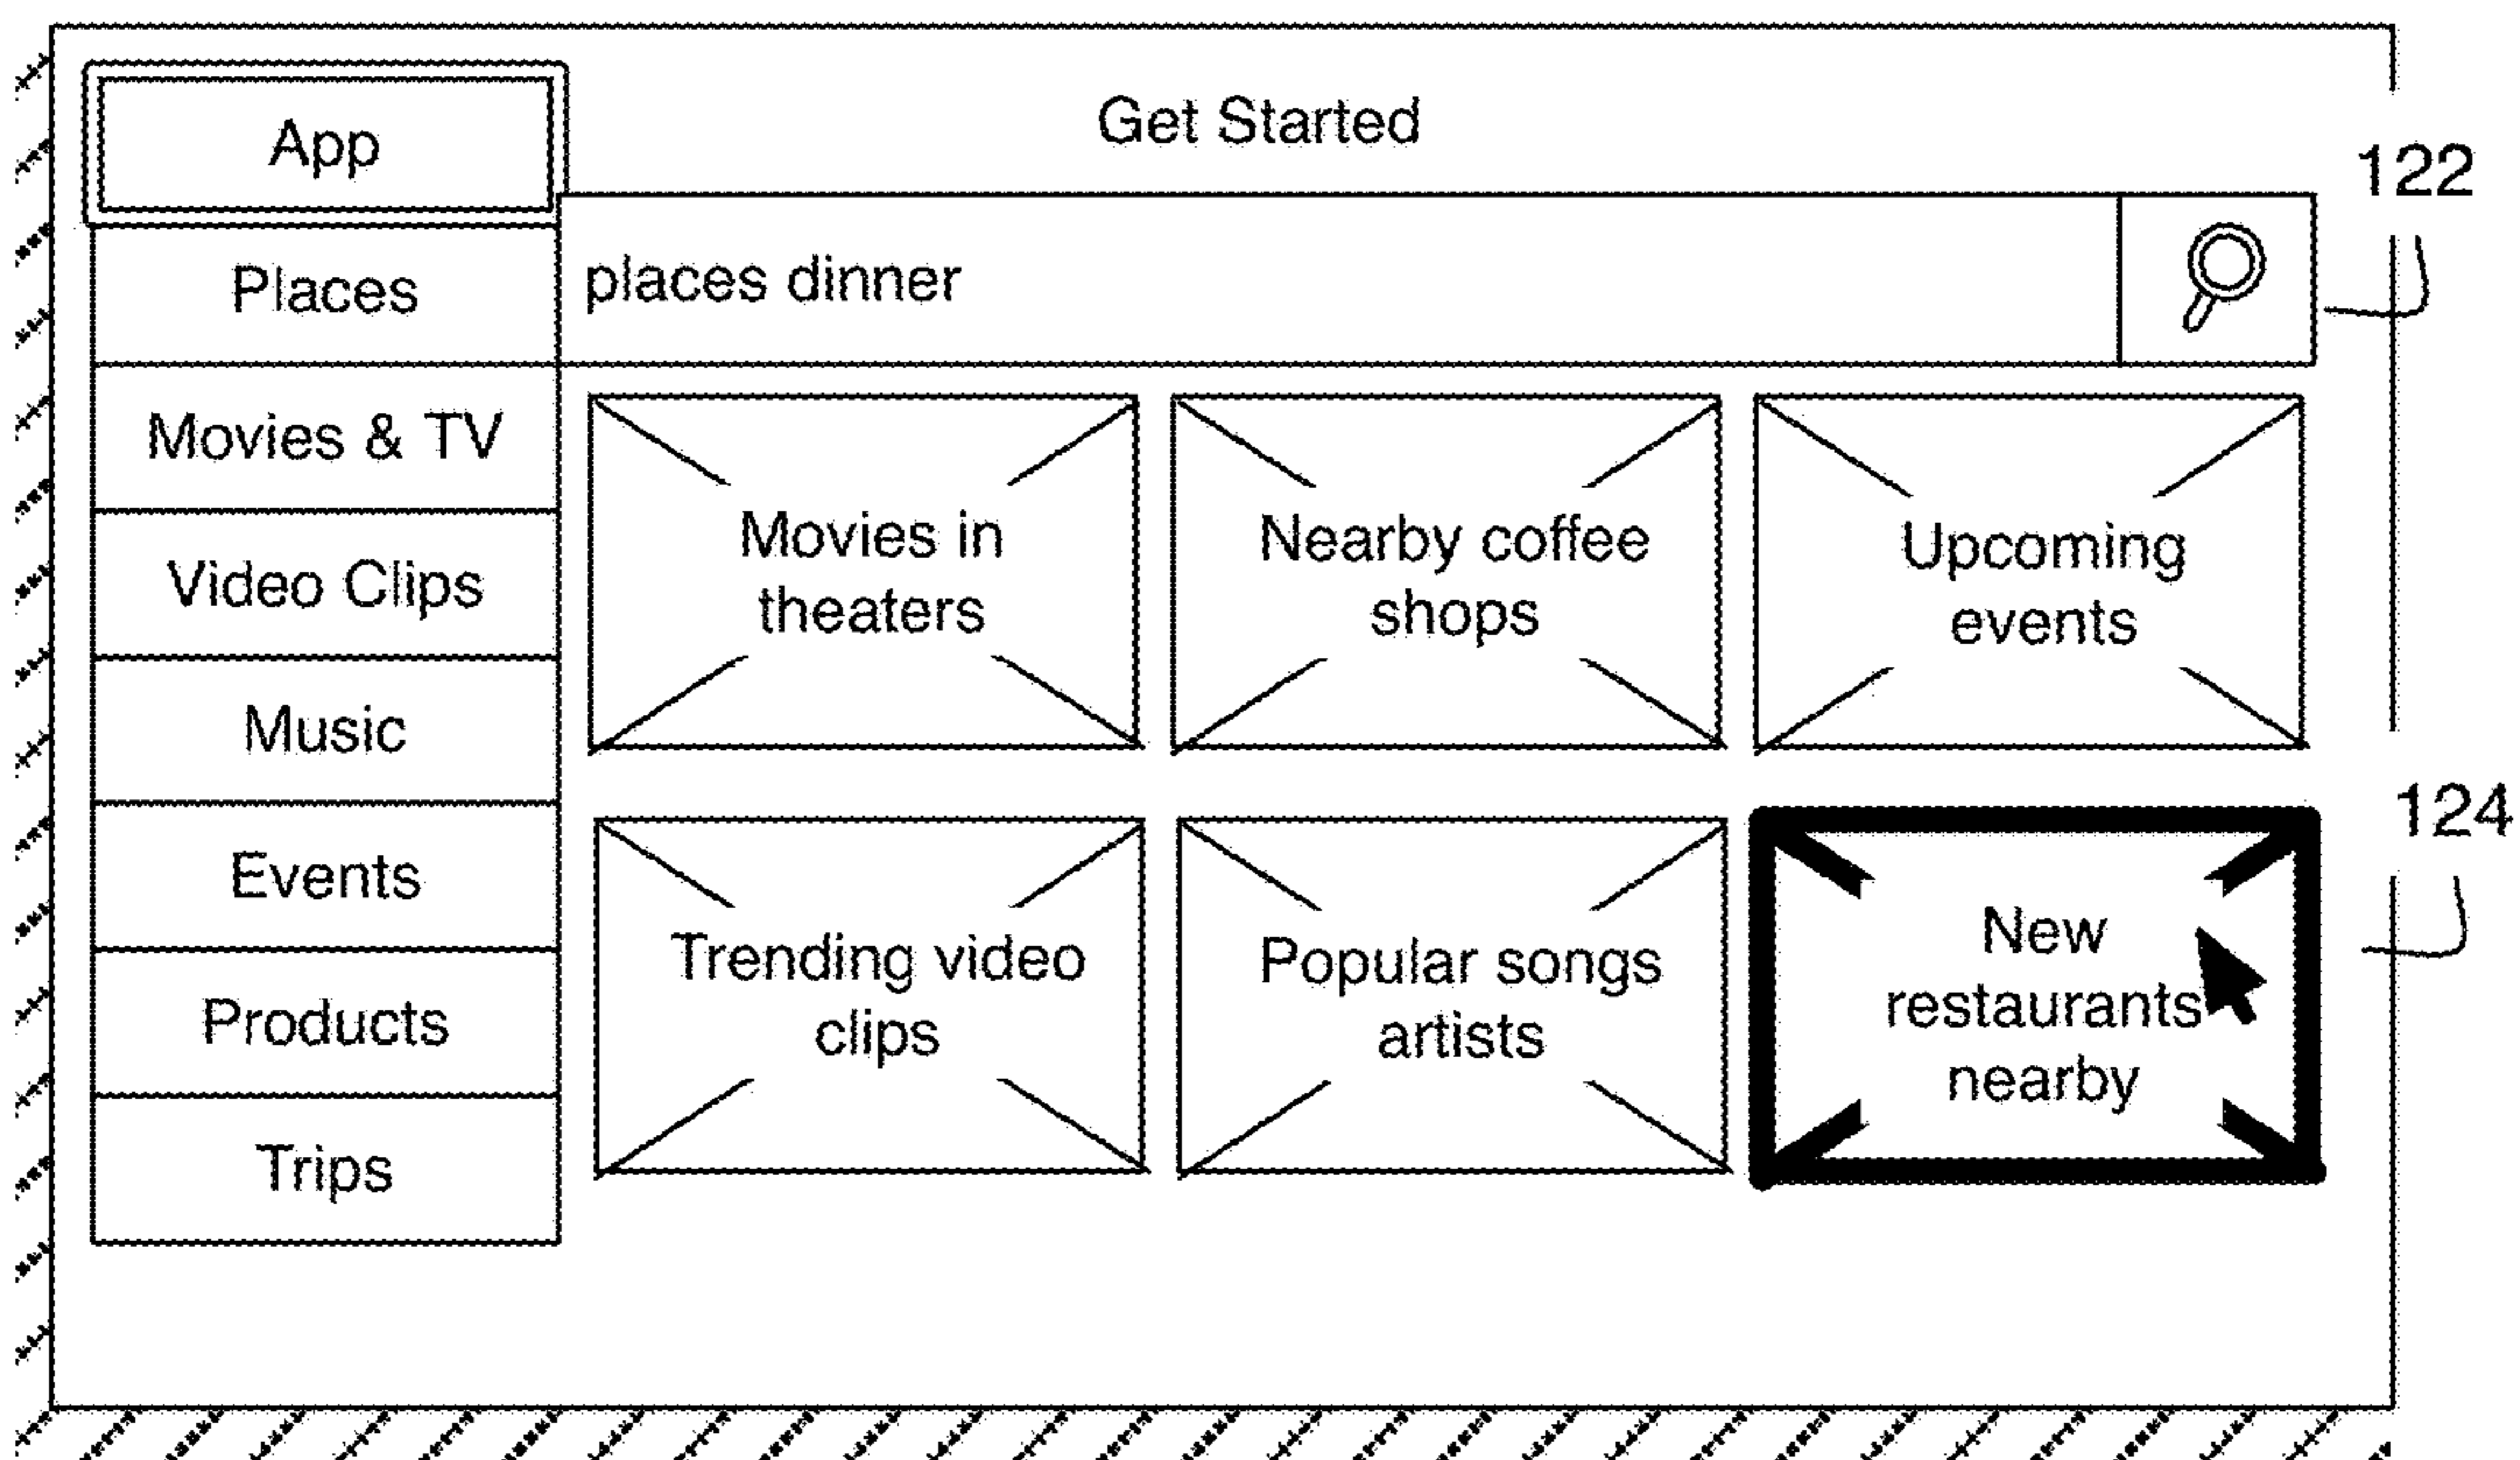 App
Get Started
122
Places
places dinner
Movies & TV
Video Clips
Music
Events
Products
Trips
Movies in
theaters
Nearby coffee
shops
Upcoming
events
124
Trending video
clips
Popular songs
artists
New
restaurants
nearby